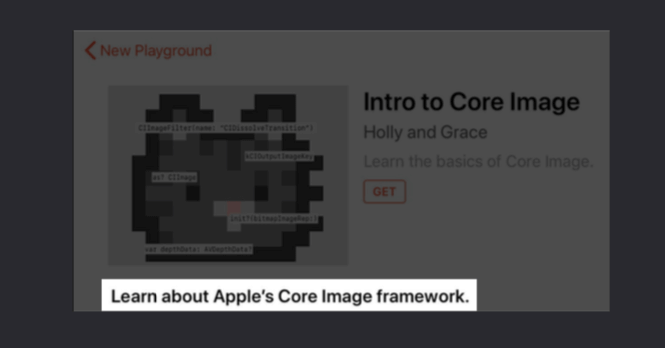 New Playground
Intro to Core Image
Holly and Grace
CIImageFilter(name: "CIDissolveTransition")
Learn the basics of Core Image.
kCIOutputImageKey
as? CIImage
GET
init?(bitmapImageRep:)
var depthData: AVDepthData?
Learn about Apple's Core Image framework.